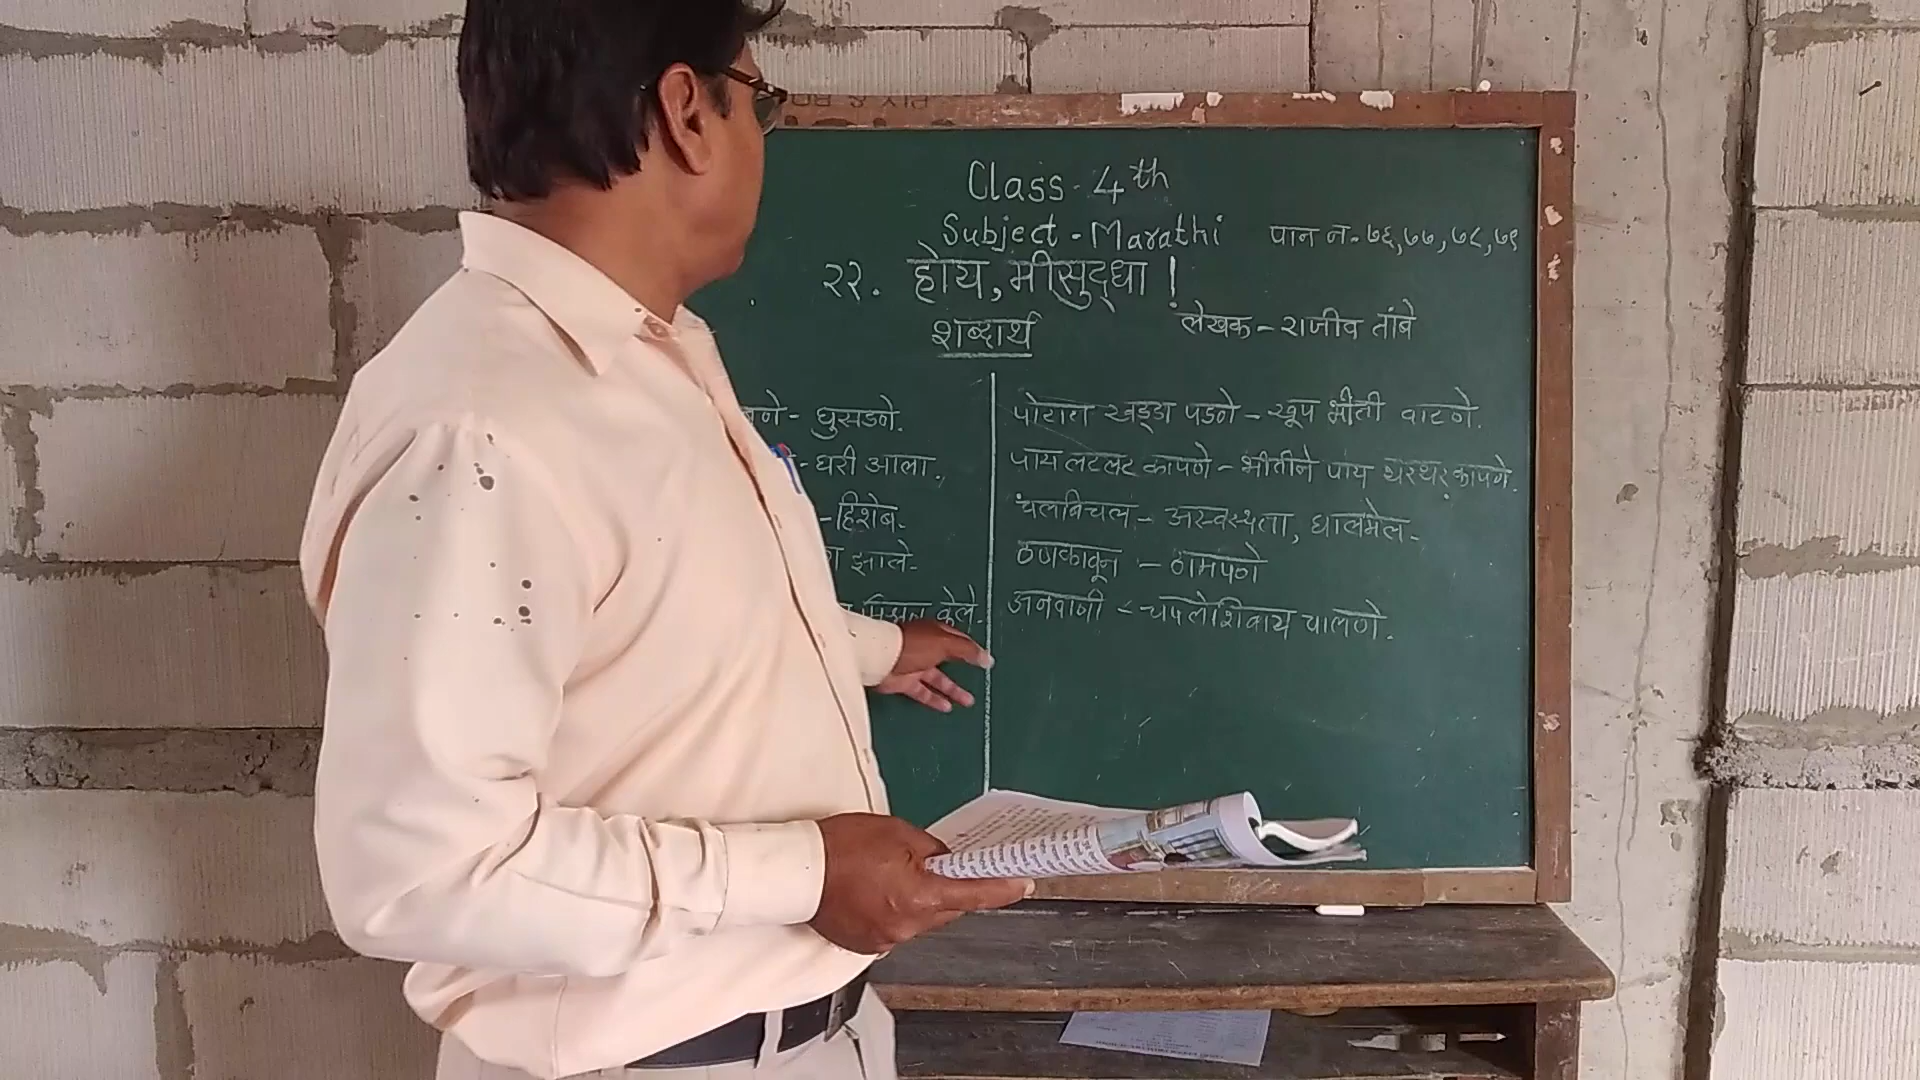 Class - 4th
Subject - Marathi पान न - ७६,७७,७८,७९
२२. होय, मीसुद्धा !
शब्दार्थ लेखक - राजीव तांबे
घुसडणे.
- घरी आला.
- हिशेब -
झाले -
मिश्रण केले -
पोटात खड्डा पडणे - खूप भीती वाटणे.
पाय लटलट कापणे - भीतीने पाय थरथर कापणे.
चलबिचल - अस्वस्थता, घालमेल -
ठणकावून - ठामपणे
अनवाणी - चपलेशिवाय चालणे.